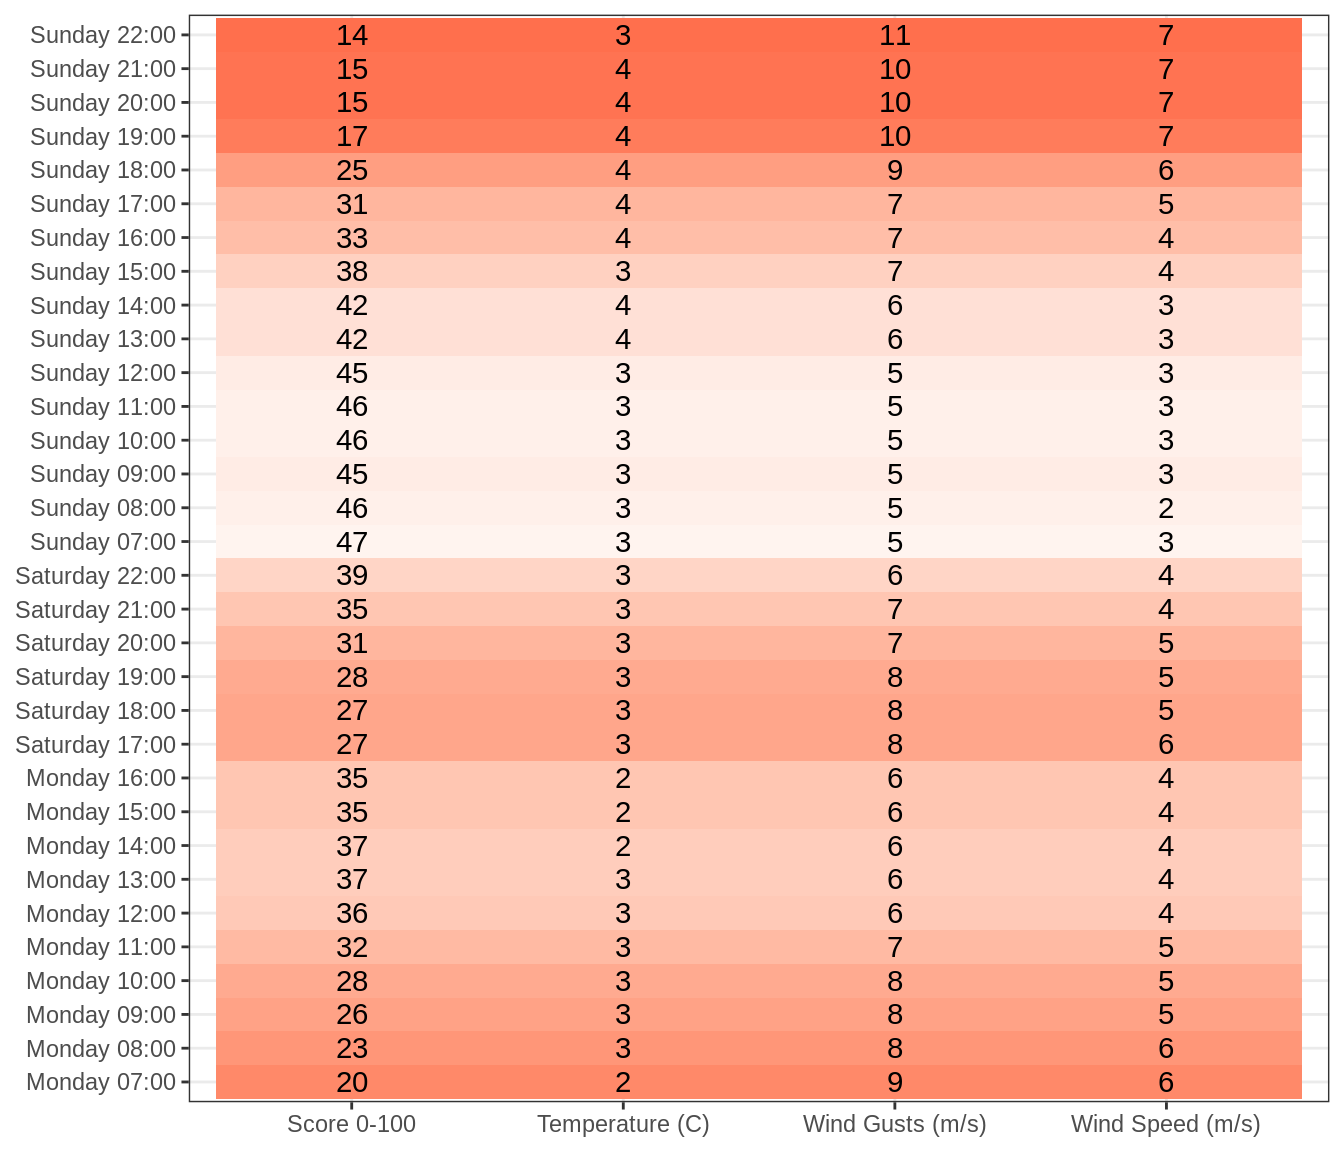 Sunday 22:00 14 3 11 7
Sunday 21:00 15 4 10 7
Sunday 20:00 15 4 10 7
Sunday 19:00 17 4 10 7
Sunday 18:00 25 4 9 6
Sunday 17:00 31 4 7 5
Sunday 16:00 33 4 7 4
Sunday 15:00 38 3 7 4
Sunday 14:00 42 4 6 3
Sunday 13:00 42 4 6 3
Sunday 12:00 45 3 5 3
Sunday 11:00 46 3 5 3
Sunday 10:00 46 3 5 3
Sunday 09:00 45 3 5 3
Sunday 08:00 46 3 5 2
Sunday 07:00 47 3 5 3
Saturday 22:00 39 3 6 4
Saturday 21:00 35 3 7 4
Saturday 20:00 31 3 7 5
Saturday 19:00 28 3 8 5
Saturday 18:00 27 3 8 5
Saturday 17:00 27 3 8 6
Monday 16:00 35 2 6 4
Monday 15:00 35 2 6 4
Monday 14:00 37 2 6 4
Monday 13:00 37 3 6 4
Monday 12:00 36 3 6 4
Monday 11:00 32 3 7 5
Monday 10:00 28 3 8 5
Monday 09:00 26 3 8 5
Monday 08:00 23 3 8 6
Monday 07:00 20 2 9 6
Score 0-100 Temperature (C) Wind Gusts (m/s) Wind Speed (m/s)